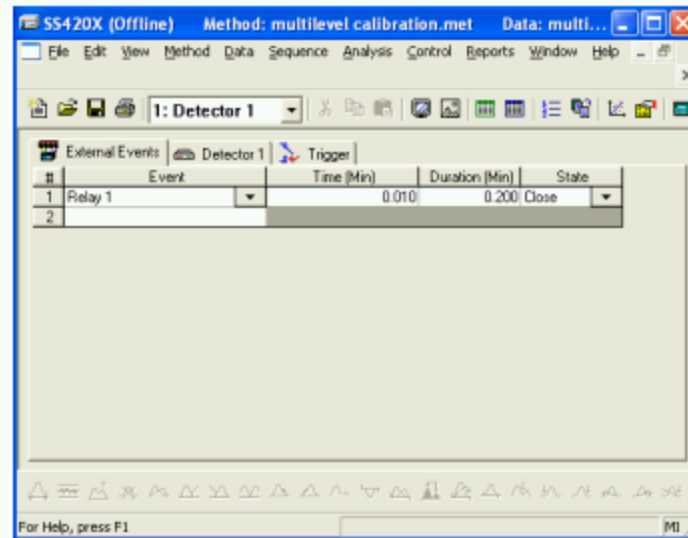 SS420X (Offline) Method: multilevel calibration.met Data: multi...
File Edit View Method Data Sequence Analysis Control Reports Window Help
1: Detector 1
External Events Detector 1 Trigger
# Event Time (Min) Duration (Min) State
1 Relay 1 0.010 0.200 Close
2
For Help, press F1 MI